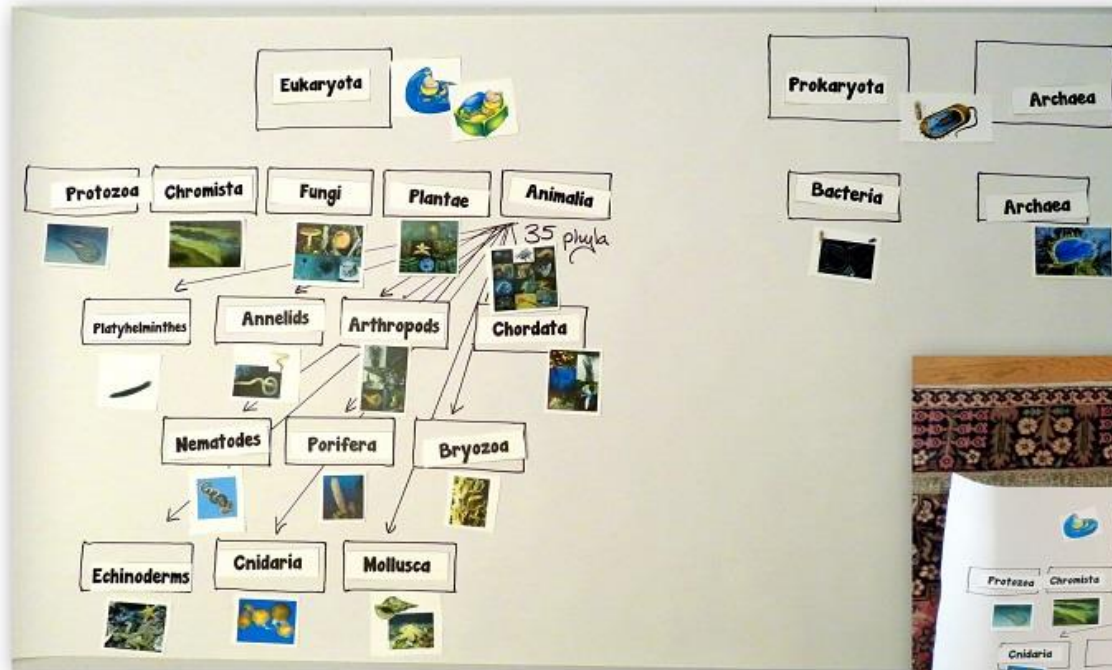 Eukaryota
Prokaryota
Archaea
Protozoa
Chromista
Fungi
Plantae
Animalia
Bacteria
Archaea
35 phyla
Platyhelminthes
Annelids
Arthropods
Chordata
Nematodes
Porifera
Bryozoa
Echinoderms
Cnidaria
Mollusca
Protozoa
Chromista
Cnidaria